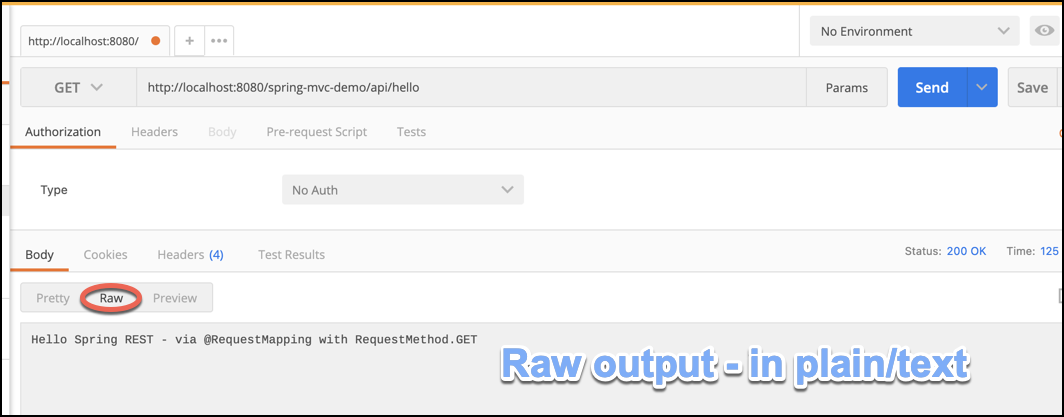 http://localhost:8080/
+
•••
No Environment
GET
http://localhost:8080/spring-mvc-demo/api/hello
Params
Send
Save
Authorization
Headers
Body
Pre-request Script
Tests
Type
No Auth
Body
Cookies
Headers (4)
Test Results
Status: 200 OK
Time: 125
Pretty
Raw
Preview
Hello Spring REST - via @RequestMapping with RequestMethod.GET
Raw output - in plain/text